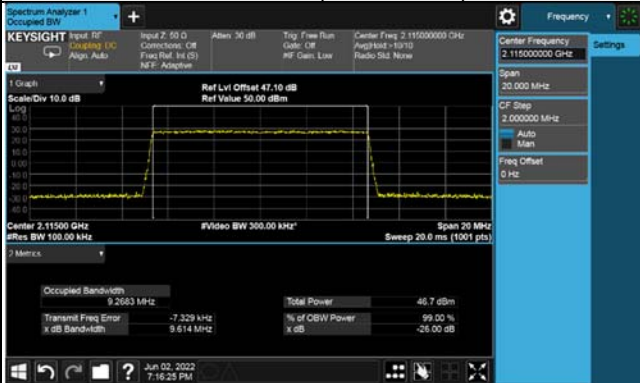 Spectrum Analyzer 1
Occupied BW
+
Frequency
KEYSIGHT
Input: RF
Coupling: DC
Align: Auto
Input Z: 50 Ω
Corrections: Off
Freq Ref: Int (S)
NFE: Adaptive
Atten: 30 dB
Trig: Free Run
Gate: Off
#IF Gain: Low
Center Freq: 2.115000000 GHz
Avg|Hold:>10/10
Radio Std: None
LXI
Center Frequency
2.115000000 GHz
Settings
Span
20.000 MHz
CF Step
2.000000 MHz
Auto
Man
Freq Offset
0 Hz
1 Graph
Scale/Div 10.0 dB
Ref Lvl Offset 47.10 dB
Ref Value 50.00 dBm
Log
40.0
30.0
20.0
10.0
0.00
-10.0
-20.0
-30.0
-40.0
Center 2.11500 GHz
#Res BW 100.00 kHz
#Video BW 300.00 kHz*
Span 20 MHz
Sweep 20.0 ms (1001 pts)
2 Metrics
Occupied Bandwidth
9.2683 MHz
Total Power 46.7 dBm
Transmit Freq Error -7.329 kHz
% of OBW Power 99.00 %
x dB Bandwidth 9.614 MHz
x dB -26.00 dB
?
Jun 02, 2022
7:16:25 PM